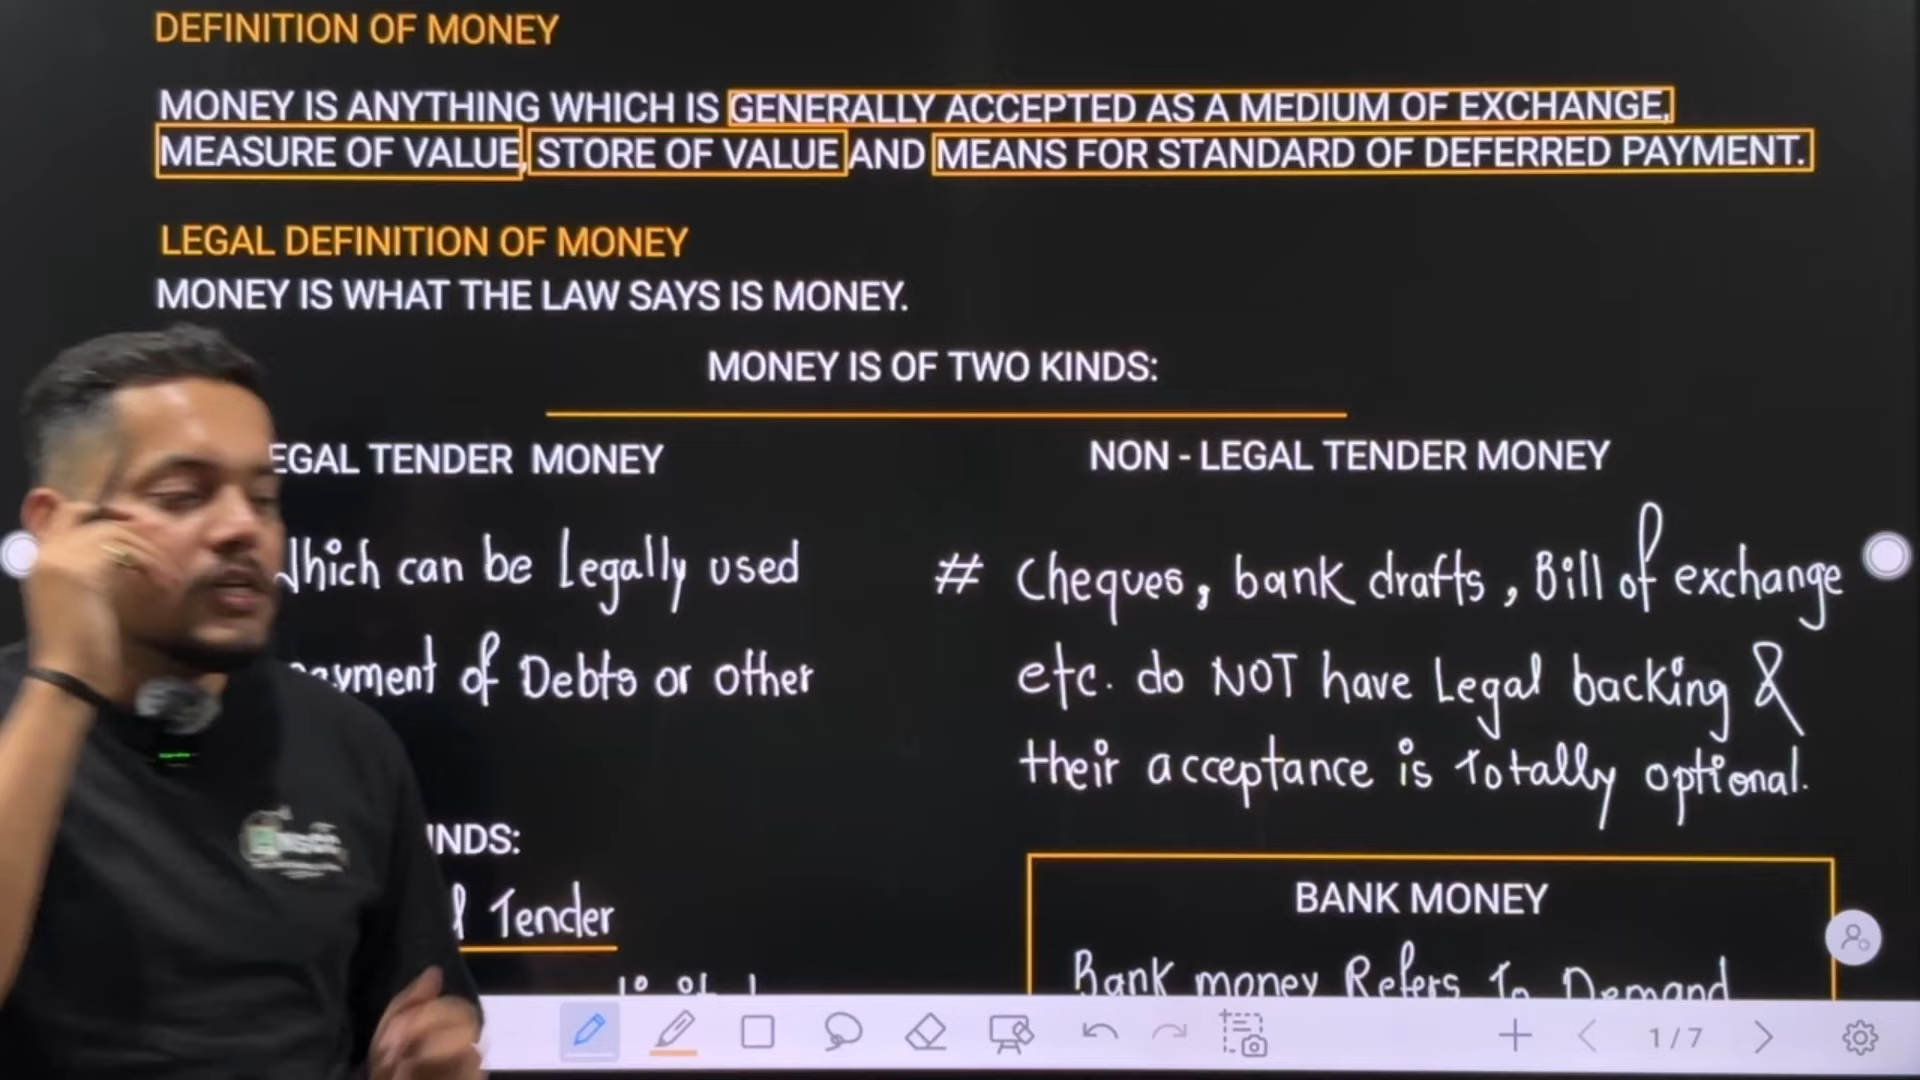 DEFINITION OF MONEY
MONEY IS ANYTHING WHICH IS GENERALLY ACCEPTED AS A MEDIUM OF EXCHANGE,
MEASURE OF VALUE, STORE OF VALUE AND MEANS FOR STANDARD OF DEFERRED PAYMENT.
LEGAL DEFINITION OF MONEY
MONEY IS WHAT THE LAW SAYS IS MONEY.
MONEY IS OF TWO KINDS:
EGAL TENDER MONEY
hich can be legally used
yment of Debts or other
INDS:
l Tender
NON - LEGAL TENDER MONEY
# Cheques, bank drafts, Bill of exchange
etc. do NOT have Legal backing &
their acceptance is Totally optional.
BANK MONEY
Bank money Refers To Demand
1/7